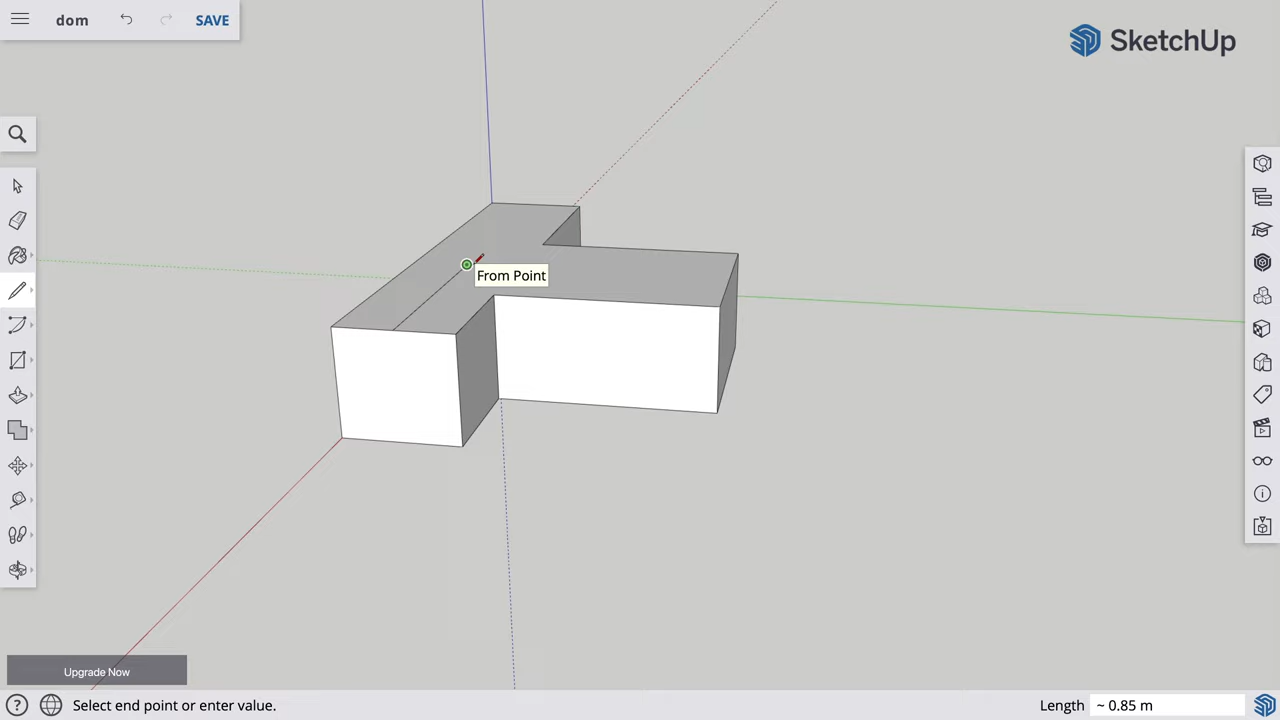 dom SAVE
SketchUp
From Point
Upgrade Now
? Select end point or enter value. Length ~ 0.85 m